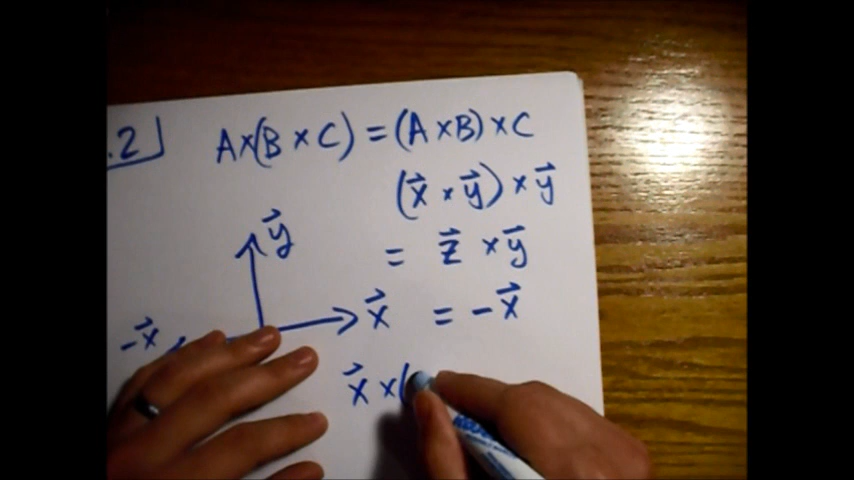 .2
A×(B×C)=(A×B)×C
(x⃗×y⃗)×y⃗
= z⃗×y⃗
y⃗
x⃗
= -x⃗
-x⃗
x⃗×(